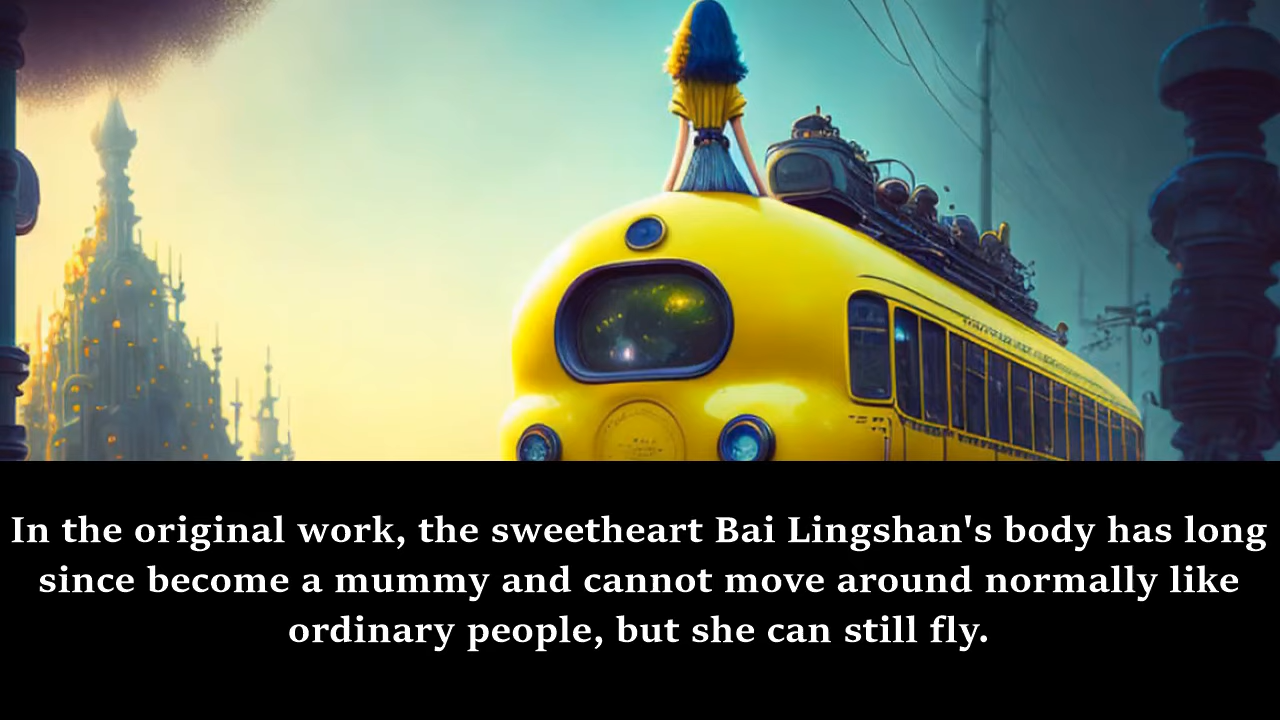 In the original work, the sweetheart Bai Lingshan's body has long
since become a mummy and cannot move around normally like
ordinary people, but she can still fly.